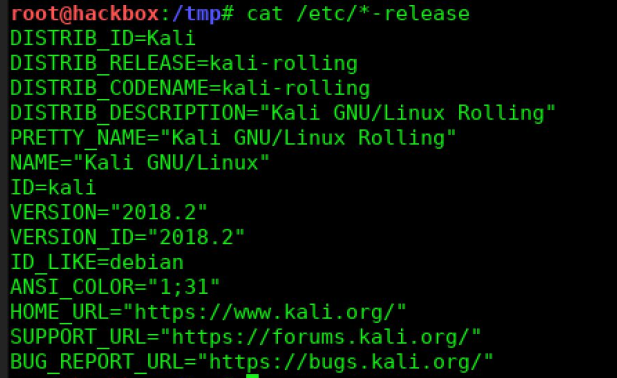 root@hackbox:/tmp# cat /etc/*-release
DISTRIB_ID=Kali
DISTRIB_RELEASE=kali-rolling
DISTRIB_CODENAME=kali-rolling
DISTRIB_DESCRIPTION="Kali GNU/Linux Rolling"
PRETTY_NAME="Kali GNU/Linux Rolling"
NAME="Kali GNU/Linux"
ID=kali
VERSION="2018.2"
VERSION_ID="2018.2"
ID_LIKE=debian
ANSI_COLOR="1;31"
HOME_URL="https://www.kali.org/"
SUPPORT_URL="https://forums.kali.org/"
BUG_REPORT_URL="https://bugs.kali.org/"